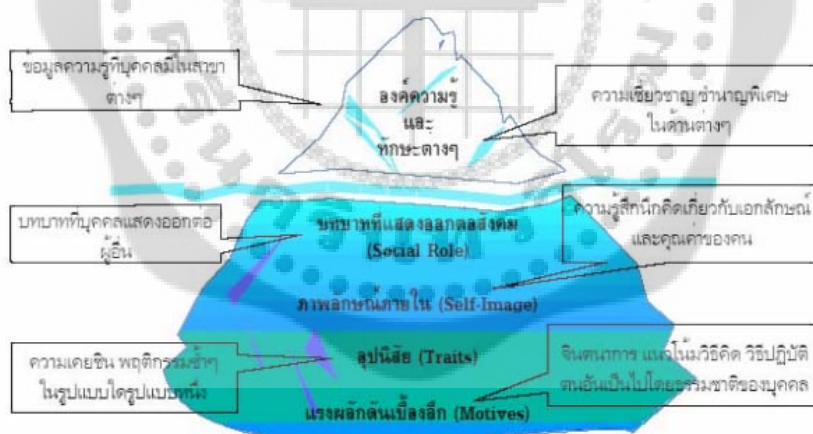 ข้อมูลความรู้ที่บุคคลมีในสาขา
ต่างๆ
องค์ความรู้
และ
ทักษะต่างๆ
ความเชี่ยวชาญ ชำนาญพิเศษ
ในด้านต่างๆ
บทบาทที่บุคคลแสดงออกต่อ
ผู้อื่น
บทบาทที่แสดงออกต่อสังคม
(Social Role)
ความรู้สึกนึกคิดเกี่ยวกับเอกลักษณ์
และคุณค่าของคน
ภาพลักษณ์ภายใน (Self-Image)
ความเคยชิน พฤติกรรมซ้ำๆ
ในรูปแบบใดรูปแบบหนึ่ง
อุปนิสัย (Traits)
จินตนาการ แนวโน้มวิธีคิด วิธีปฏิบัติ
ตนอันเป็นไปโดยธรรมชาติของบุคคล
แรงผลักดันเบื้องลึก (Motives)